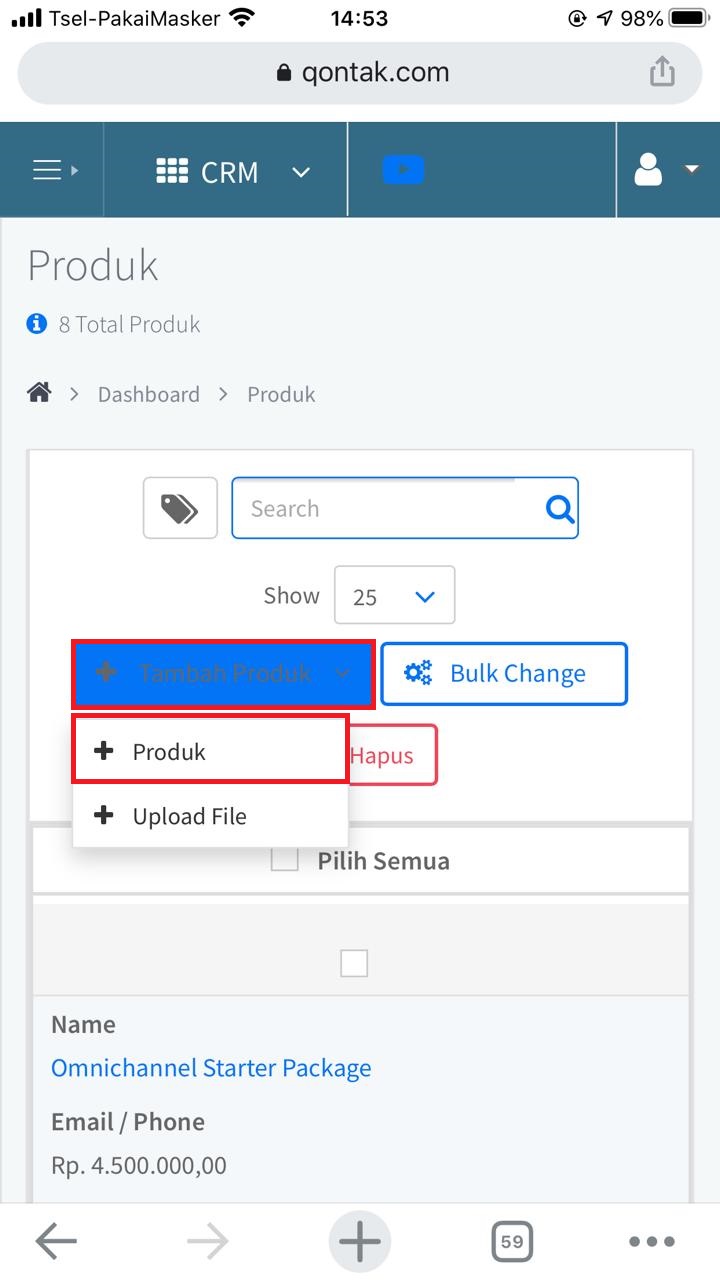 Tsel-PakaiMasker 14:53 98%
qontak.com
CRM
Produk
8 Total Produk
Dashboard > Produk
Search
Show 25
Tambah Produk Bulk Change
Produk Hapus
Upload File
Pilih Semua
Name
Omnichannel Starter Package
Email / Phone
Rp. 4.500.000,00
59